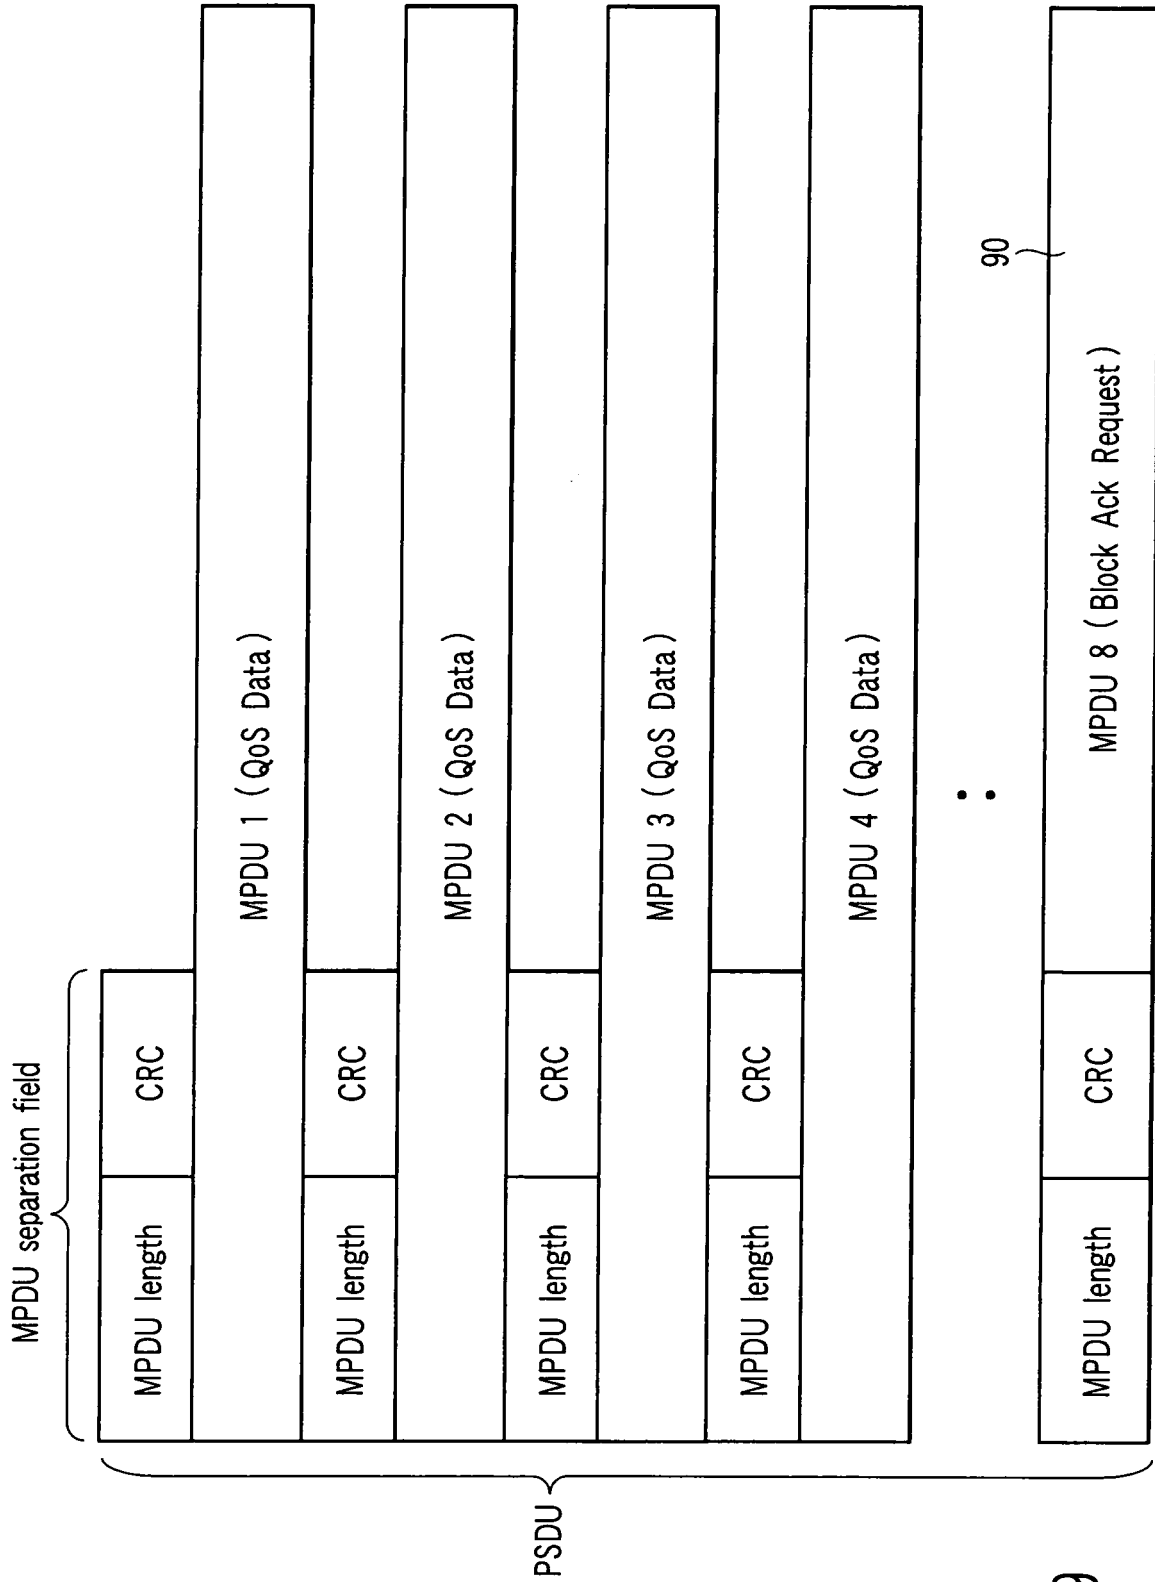 MPDU separation field
PSDU
MPDU length CRC
MPDU 1 (QoS Data)
MPDU length CRC
MPDU 2 (QoS Data)
MPDU length CRC
MPDU 3 (QoS Data)
MPDU length CRC
MPDU 4 (QoS Data)
90
MPDU length CRC MPDU 8 (Block Ack Request)